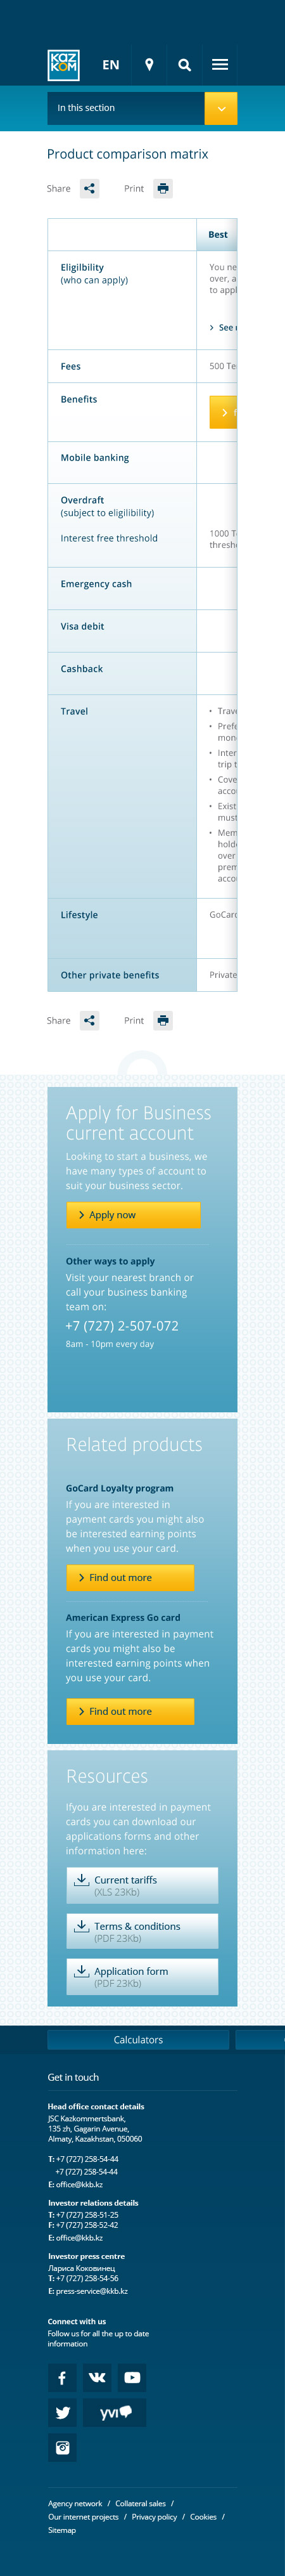 KAZ
KOM
EN
In this section
Product comparison matrix
Share
Print
Best
Eligilbility
(who can apply)
You ne
over, a
to appl
See
Fees
500 Te
Benefits
Mobile banking
Overdraft
(subject to eligilibility)
Interest free threshold
1000 T
thresho
Emergency cash
Visa debit
Cashback
Travel
• Trave
• Prefe
mon
• Inter
trip t
• Cove
accou
• Exist
must
• Mem
holde
over
prem
accou
Lifestyle
GoCard
Other private benefits
Private
Share
Print
Apply for Business
current account
Looking to start a business, we
have many types of account to
suit your business sector.
Apply now
Other ways to apply
Visit your nearest branch or
call your business banking
team on:
+7 (727) 2-507-072
8am - 10pm every day
Related products
GoCard Loyalty program
If you are interested in
payment cards you might also
be interested earning points
when you use your card.
Find out more
American Express Go card
If you are interested in payment
cards you might also be
interested earning points when
you use your card.
Find out more
Resources
Ifyou are interested in payment
cards you can download our
applications forms and other
information here:
Current tariffs
(XLS 23Kb)
Terms & conditions
(PDF 23Kb)
Application form
(PDF 23Kb)
Calculators
Get in touch
Head office contact details
JSC Kazkommertsbank,
135 zh, Gagarin Avenue,
Almaty, Kazakhstan, 050060
T: +7 (727) 258-54-44
+7 (727) 258-54-44
E: office@kkb.kz
Investor relations details
T: +7 (727) 258-51-25
F: +7 (727) 258-52-42
E: office@kkb.kz
Investor press centre
Лариса Коковинец
T: +7 (727) 258-54-56
E: press-service@kkb.kz
Connect with us
Follow us for all the up to date
information
yvi
Agency network / Collateral sales /
Our internet projects / Privacy policy / Cookies /
Sitemap